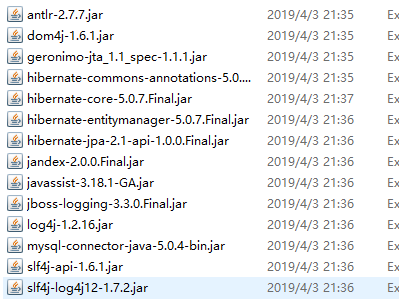 antlr-2.7.7.jar 2019/4/3 21:35 Ex
dom4j-1.6.1.jar 2019/4/3 21:35 Ex
geronimo-jta_1.1_spec-1.1.1.jar 2019/4/3 21:35 Ex
hibernate-commons-annotations-5.0.... 2019/4/3 21:35 Ex
hibernate-core-5.0.7.Final.jar 2019/4/3 21:37 Ex
hibernate-entitymanager-5.0.7.Final.jar 2019/4/3 21:36 Ex
hibernate-jpa-2.1-api-1.0.0.Final.jar 2019/4/3 21:36 Ex
jandex-2.0.0.Final.jar 2019/4/3 21:36 Ex
javassist-3.18.1-GA.jar 2019/4/3 21:36 Ex
jboss-logging-3.3.0.Final.jar 2019/4/3 21:36 Ex
log4j-1.2.16.jar 2019/4/3 21:36 Ex
mysql-connector-java-5.0.4-bin.jar 2019/4/3 21:36 Ex
slf4j-api-1.6.1.jar 2019/4/3 21:36 Ex
slf4j-log4j12-1.7.2.jar 2019/4/3 21:36 Ex